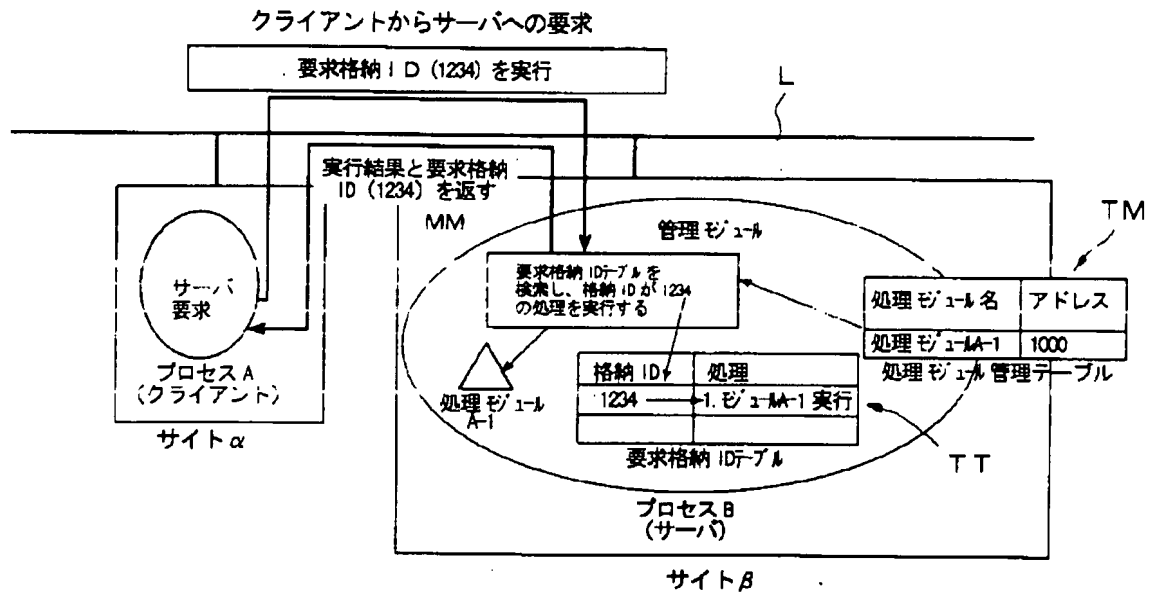 クライアントからサーバへの要求
要求格納ID (1234) を実行
L
実行結果と要求格納
ID (1234) を返す
MM
管理モジュール
TM
サーバ
要求
要求格納IDテーブルを
検索し、格納IDが1234
の処理を実行する
処理モジュール名 アドレス
処理モジュールA-1 1000
処理モジュール管理テーブル
プロセスA
(クライアント)
サイトα
処理モジュール
A-1
格納ID 処理
1234 1.モジュールA-1実行
要求格納IDテーブル
TT
プロセスB
(サーバ)
サイトβ